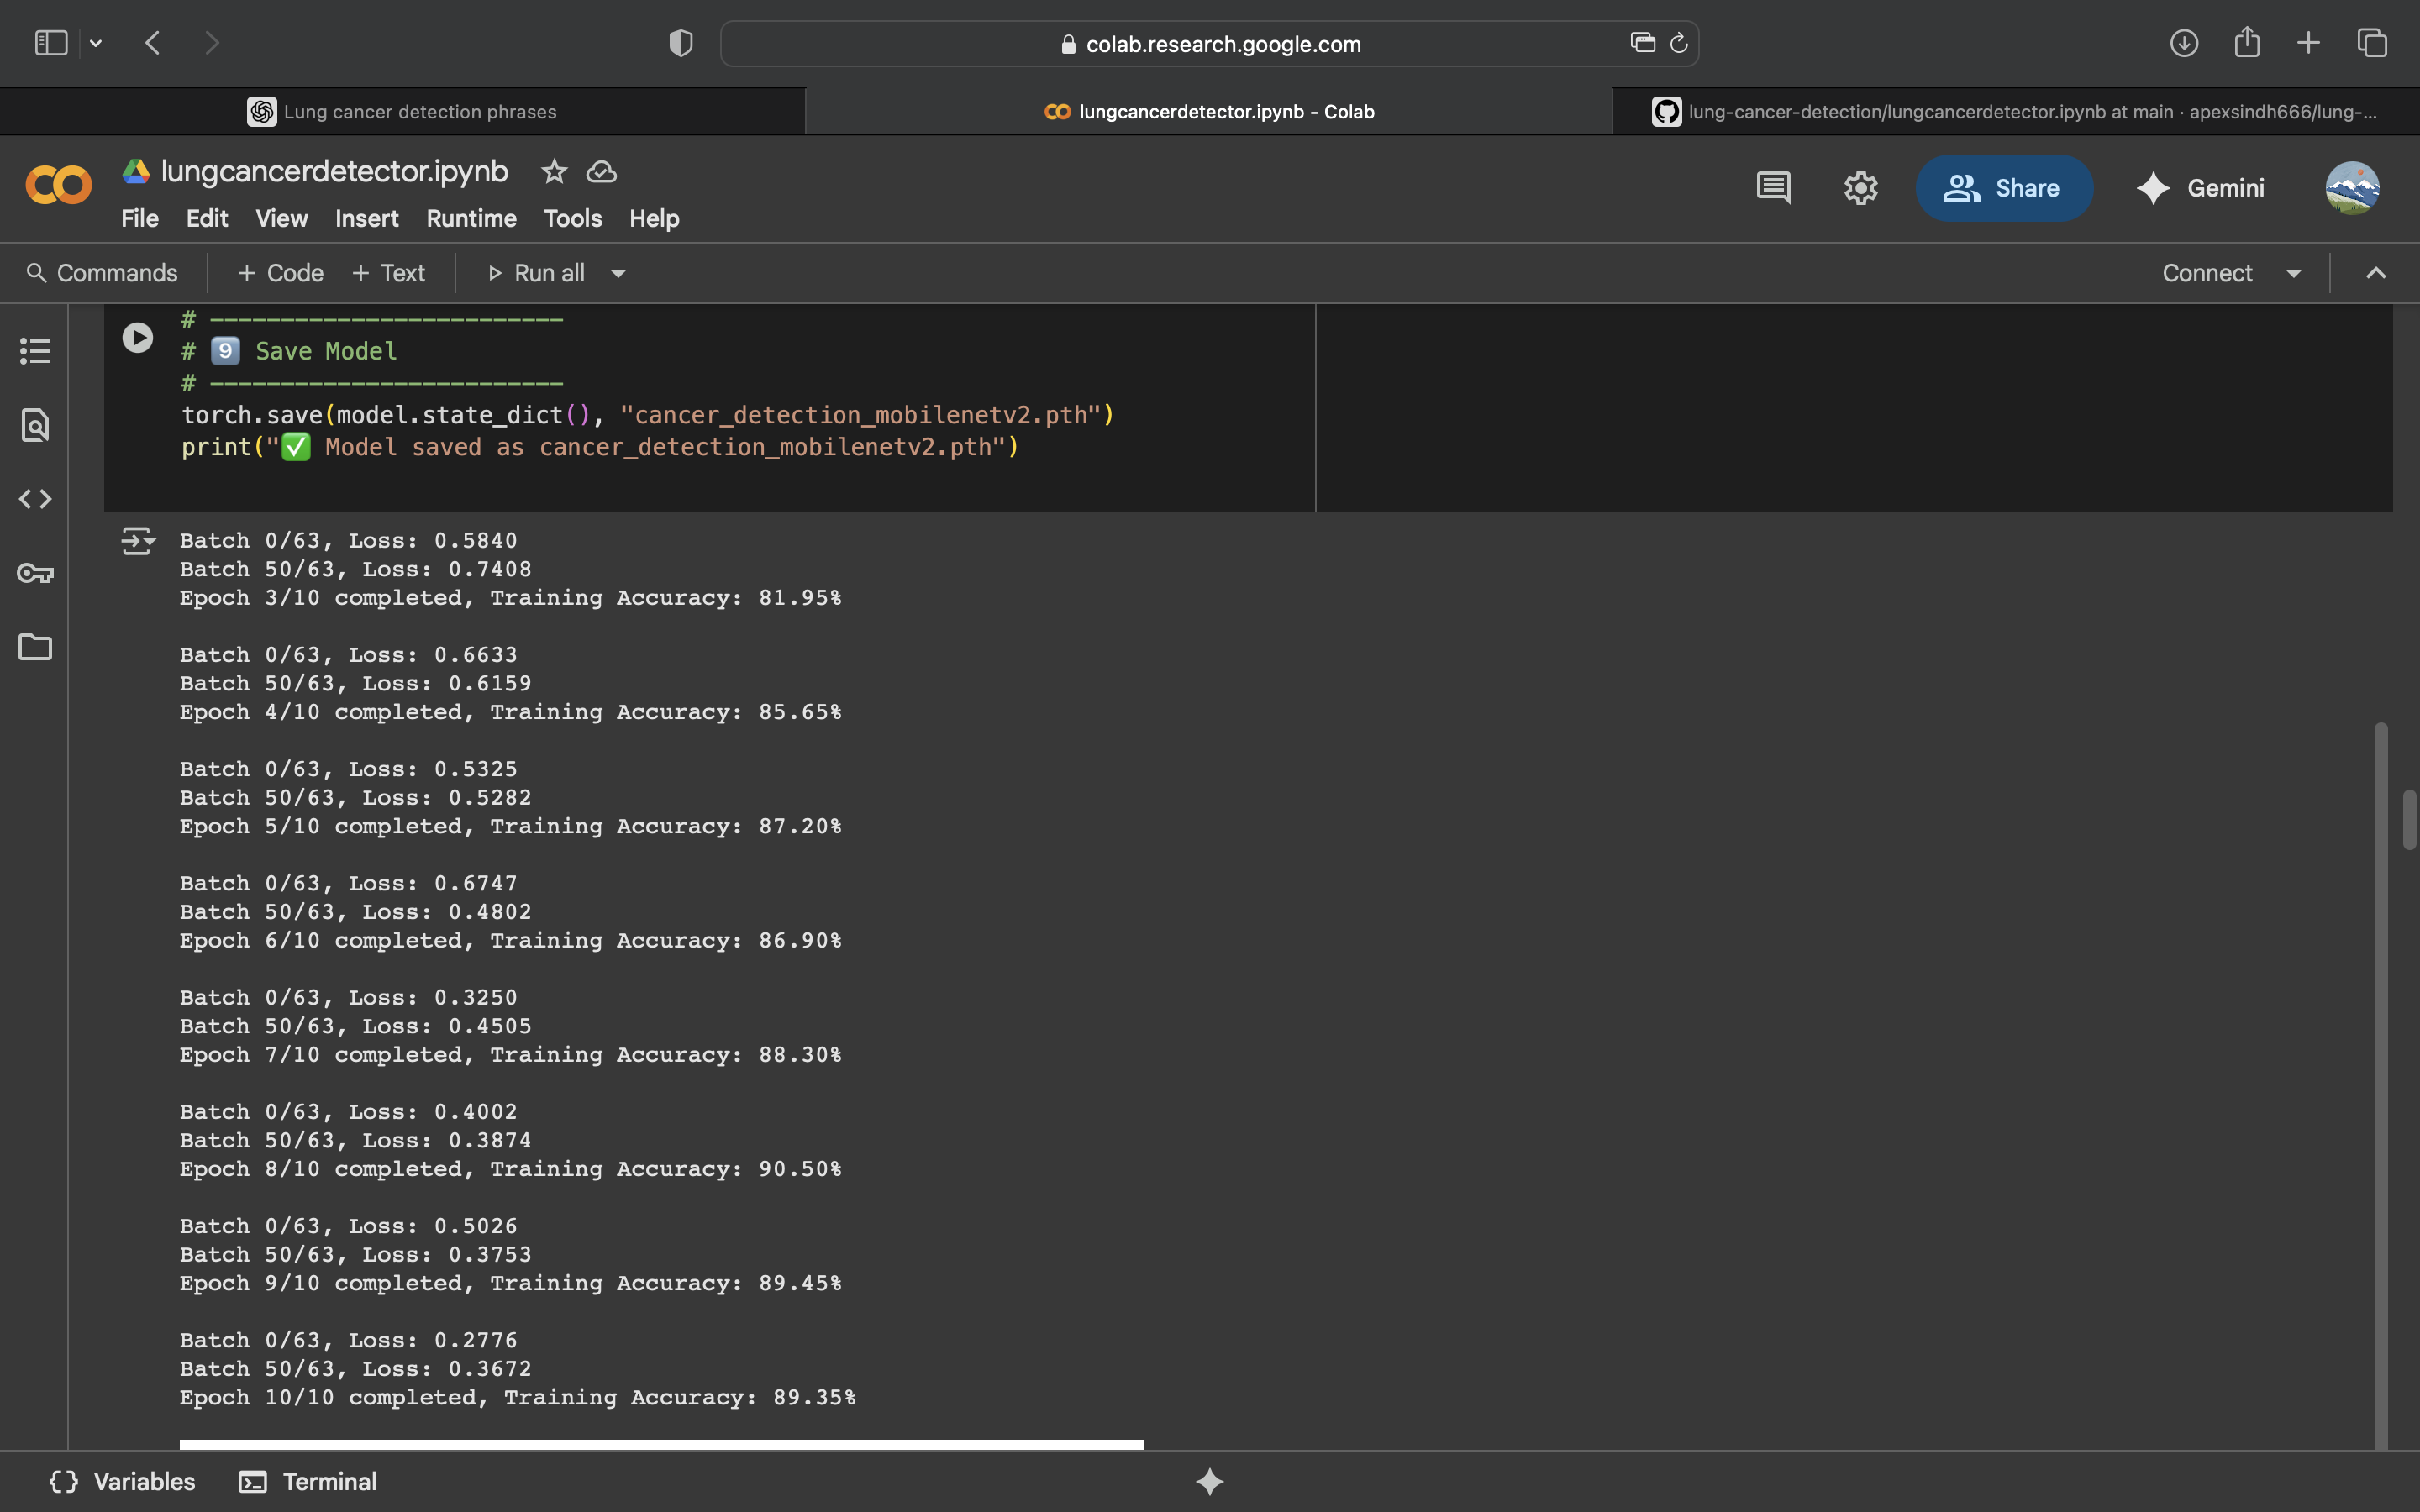 colab.research.google.com
Lung cancer detection phrases
lungcancerdetector.ipynb - Colab
lung-cancer-detection/lungcancerdetector.ipynb at main · apexsindh666/lung-...
lungcancerdetector.ipynb
File Edit View Insert Runtime Tools Help
Share
Gemini
Commands + Code + Text Run all
Connect
# -------------------------
# 9️⃣ Save Model
# -------------------------
torch.save(model.state_dict(), "cancer_detection_mobilenetv2.pth")
print("✅ Model saved as cancer_detection_mobilenetv2.pth")
Batch 0/63, Loss: 0.5840
Batch 50/63, Loss: 0.7408
Epoch 3/10 completed, Training Accuracy: 81.95%
Batch 0/63, Loss: 0.6633
Batch 50/63, Loss: 0.6159
Epoch 4/10 completed, Training Accuracy: 85.65%
Batch 0/63, Loss: 0.5325
Batch 50/63, Loss: 0.5282
Epoch 5/10 completed, Training Accuracy: 87.20%
Batch 0/63, Loss: 0.6747
Batch 50/63, Loss: 0.4802
Epoch 6/10 completed, Training Accuracy: 86.90%
Batch 0/63, Loss: 0.3250
Batch 50/63, Loss: 0.4505
Epoch 7/10 completed, Training Accuracy: 88.30%
Batch 0/63, Loss: 0.4002
Batch 50/63, Loss: 0.3874
Epoch 8/10 completed, Training Accuracy: 90.50%
Batch 0/63, Loss: 0.5026
Batch 50/63, Loss: 0.3753
Epoch 9/10 completed, Training Accuracy: 89.45%
Batch 0/63, Loss: 0.2776
Batch 50/63, Loss: 0.3672
Epoch 10/10 completed, Training Accuracy: 89.35%
{} Variables Terminal